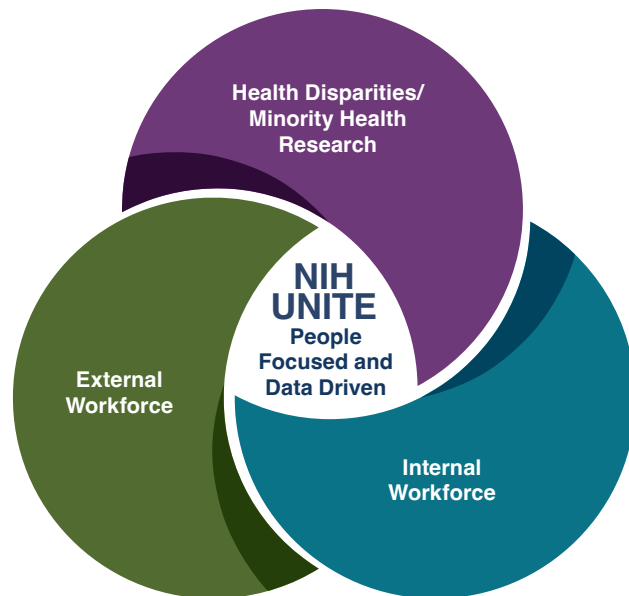 Health Disparities/
Minority Health
Research
NIH
UNITE
People
Focused and
Data Driven
External
Workforce
Internal
Workforce